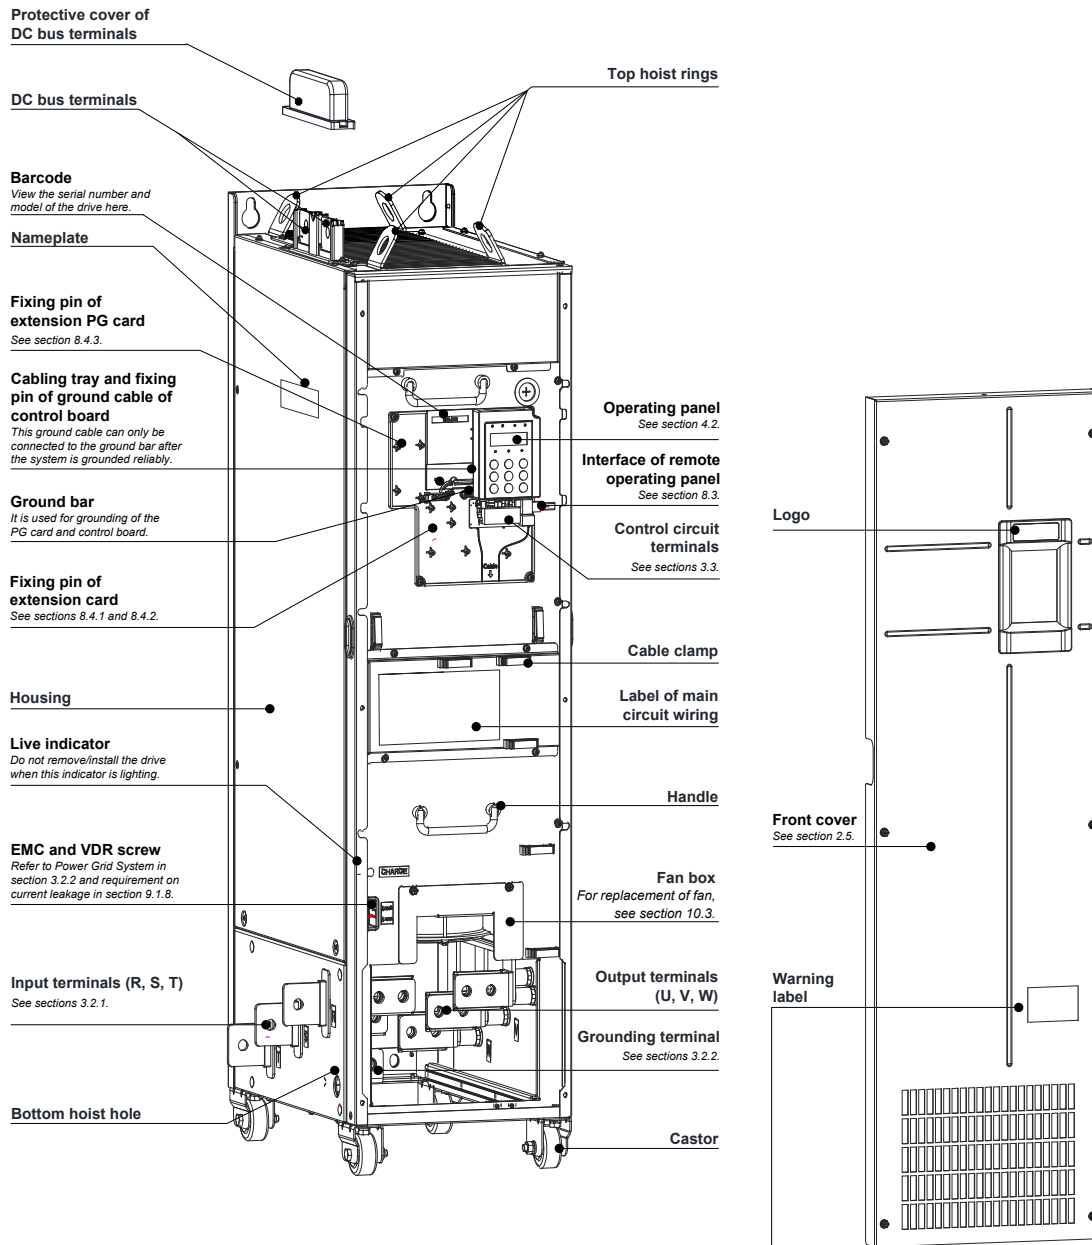 Protective cover of
DC bus terminals
DC bus terminals
Barcode
View the serial number and
model of the drive here.
Nameplate
Fixing pin of
extension PG card
See section 8.4.3.
Cabling tray and fixing
pin of ground cable of
control board
This ground cable can only be
connected to the ground bar after
the system is grounded reliably.
Ground bar
It is used for grounding of the
PG card and control board.
Fixing pin of
extension card
See sections 8.4.1 and 8.4.2.
Housing
Live indicator
Do not remove/install the drive
when this indicator is lighting.
EMC and VDR screw
Refer to Power Grid System in
section 3.2.2 and requirement on
current leakage in section 9.1.8.
Input terminals (R, S, T)
See sections 3.2.1.
Bottom hoist hole
Top hoist rings
Operating panel
See section 4.2.
Interface of remote
operating panel
See section 8.3.
Control circuit
terminals
See sections 3.3.
Cable
Cable clamp
Label of main
circuit wiring
Handle
CHARGE
Fan box
For replacement of fan,
see section 10.3.
Output terminals
(U, V, W)
Grounding terminal
See sections 3.2.2.
Castor
Logo
Front cover
See section 2.5.
Warning
label